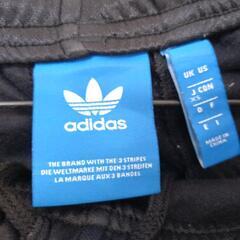 adidas
THE BRAND WITH THE 3 STRIPES
DIE WELTMARKE MIT DEN 3 STREIFEN
LA MARQUE AUX 3 BANDES
UK US
J CDN
XS
D F
E I
MADE IN
CHINA